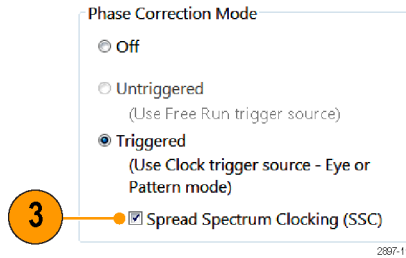 Phase Correction Mode
Off
Untriggered
(Use Free Run trigger source)
Triggered
(Use Clock trigger source - Eye or
Pattern mode)
3
Spread Spectrum Clocking (SSC)
2897-1